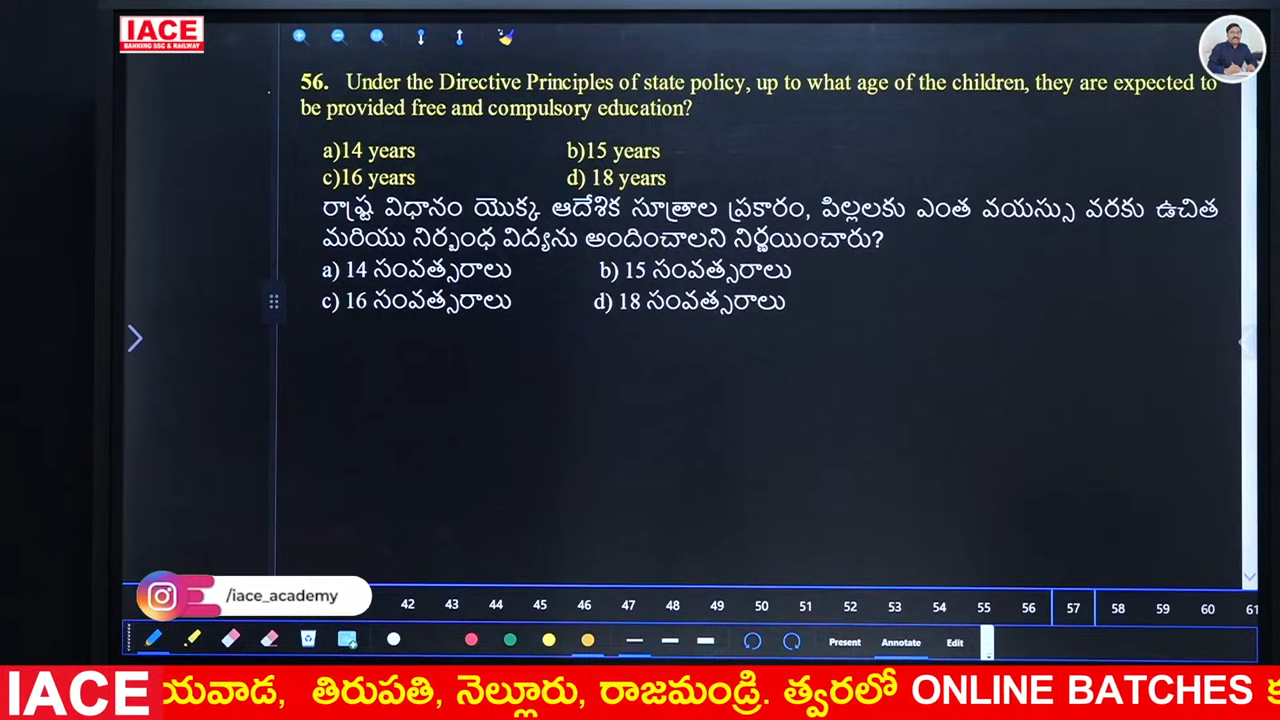 IACE
BANKING SSC & RAILWAY
56. Under the Directive Principles of state policy, up to what age of the children, they are expected to
be provided free and compulsory education?
a)14 years b)15 years
c)16 years d) 18 years
రాష్ట్ర విధానం యొక్క ఆదేశిక సూత్రాల ప్రకారం, పిల్లలకు ఎంత వయస్సు వరకు ఉచిత
మరియు నిర్బంధ విద్యను అందించాలని నిర్ణయించారు?
a) 14 సంవత్సరాలు b) 15 సంవత్సరాలు
c) 16 సంవత్సరాలు d) 18 సంవత్సరాలు
/iace_academy
42 43 44 45 46 47 48 49 50 51 52 53 54 55 56 57 58 59 60 61
Present Annotate Edit
IACE యవాడ, తిరుపతి, నెల్లూరు, రాజమండ్రి. త్వరలో ONLINE BATCHES